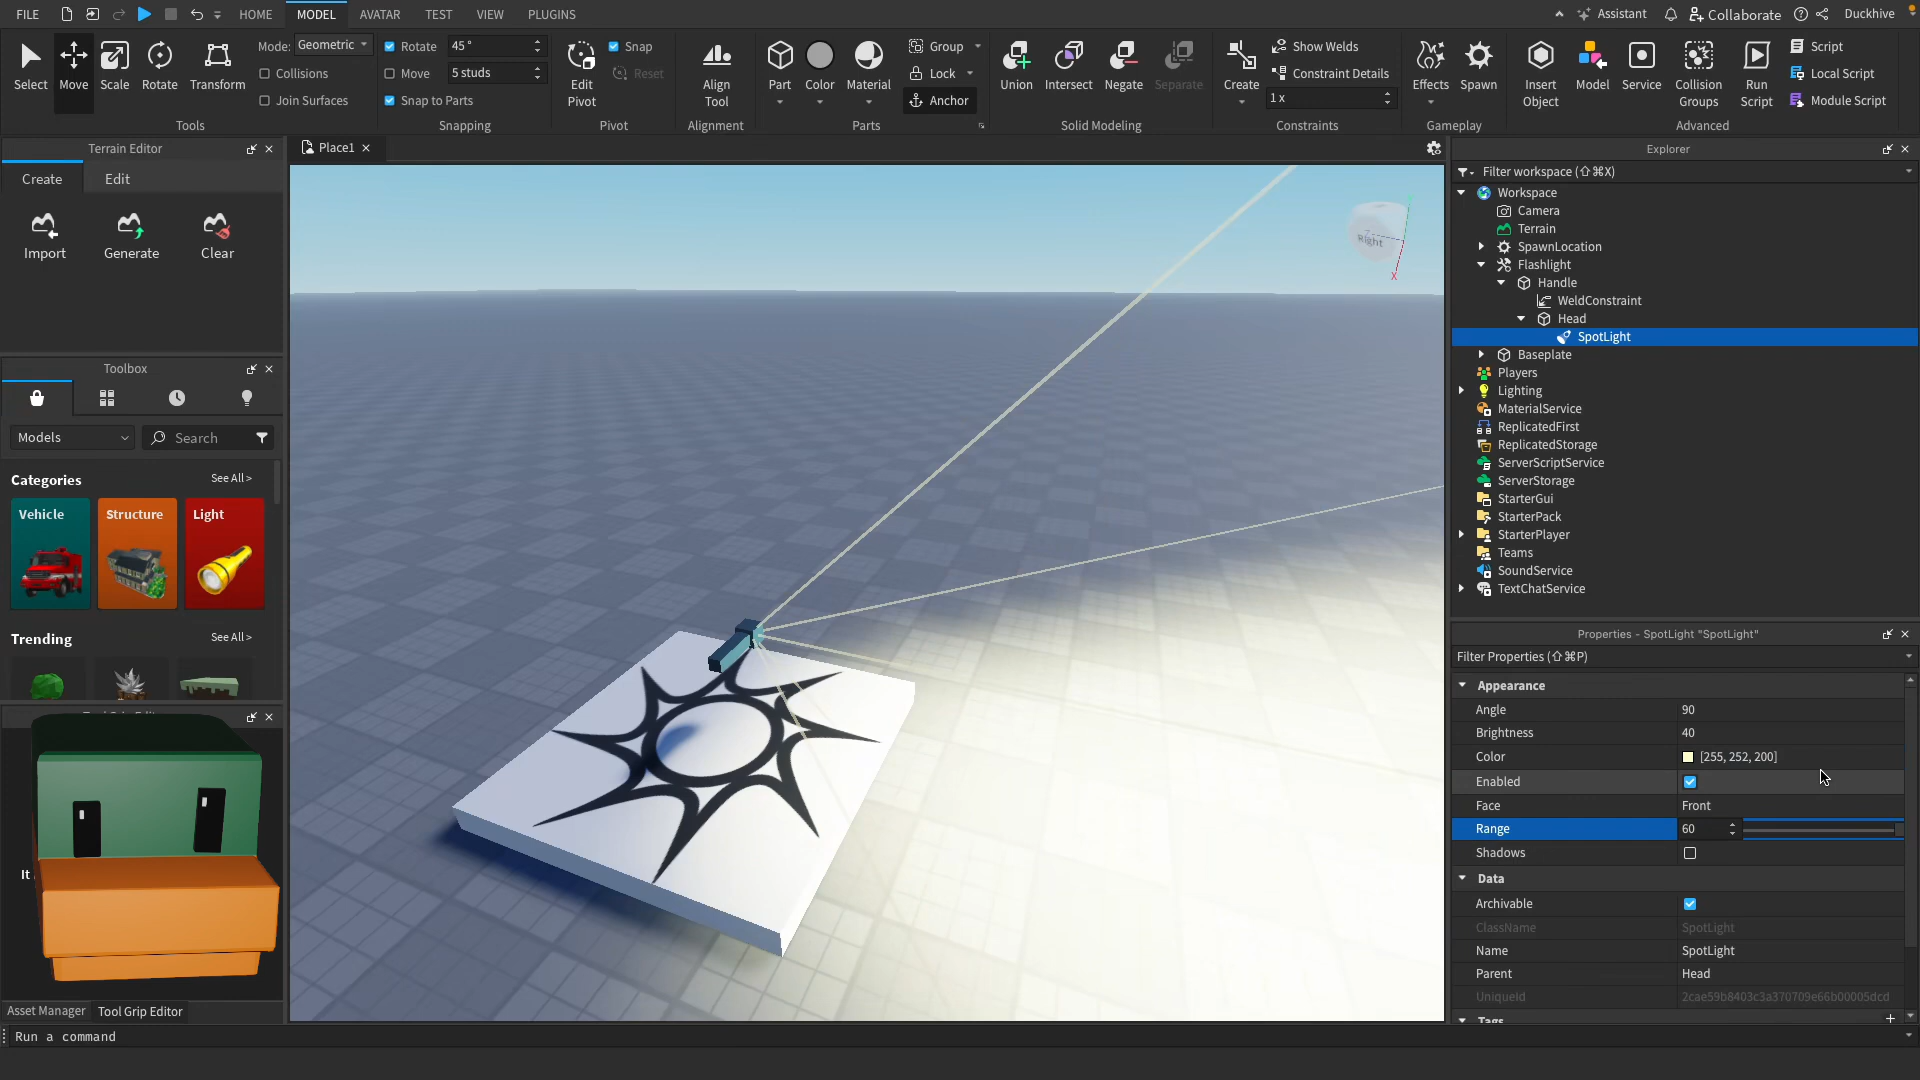 FILE HOME MODEL AVATAR TEST VIEW PLUGINS Assistant Collaborate Duckhive
Select Move Scale Rotate Transform
Mode: Geometric
Collisions
Join Surfaces
Tools
Rotate 45 °
Move 5 studs
Snap to Parts
Snapping
Edit Pivot
Snap
Reset
Pivot
Align Tool
Alignment
Part Color Material
Group
Lock
Anchor
Parts
Union Intersect Negate Separate
Solid Modeling
Create
Show Welds
Constraint Details
1 x
Constraints
Effects Spawn
Gameplay
Insert Object
Model
Service
Collision Groups
Run Script
Script
Local Script
Module Script
Advanced
Terrain Editor
Create Edit
Import Generate Clear
Toolbox
Models Search
Categories See All >
Vehicle Structure Light
Trending See All >
It
Asset Manager Tool Grip Editor
Run a command
Place1
Right
X
Explorer
Filter workspace (⇧⌘X)
Workspace
Camera
Terrain
SpawnLocation
Flashlight
Handle
WeldConstraint
Head
SpotLight
Baseplate
Players
Lighting
MaterialService
ReplicatedFirst
ReplicatedStorage
ServerScriptService
ServerStorage
StarterGui
StarterPack
StarterPlayer
Teams
SoundService
TextChatService
Properties - SpotLight "SpotLight"
Filter Properties (⇧⌘P)
Appearance
Angle 90
Brightness 40
Color [255, 252, 200]
Enabled
Face Front
Range 60
Shadows
Data
Archivable
ClassName SpotLight
Name SpotLight
Parent Head
UniqueId 2cae59b8403c3a370709e66b00005dcd
Tags